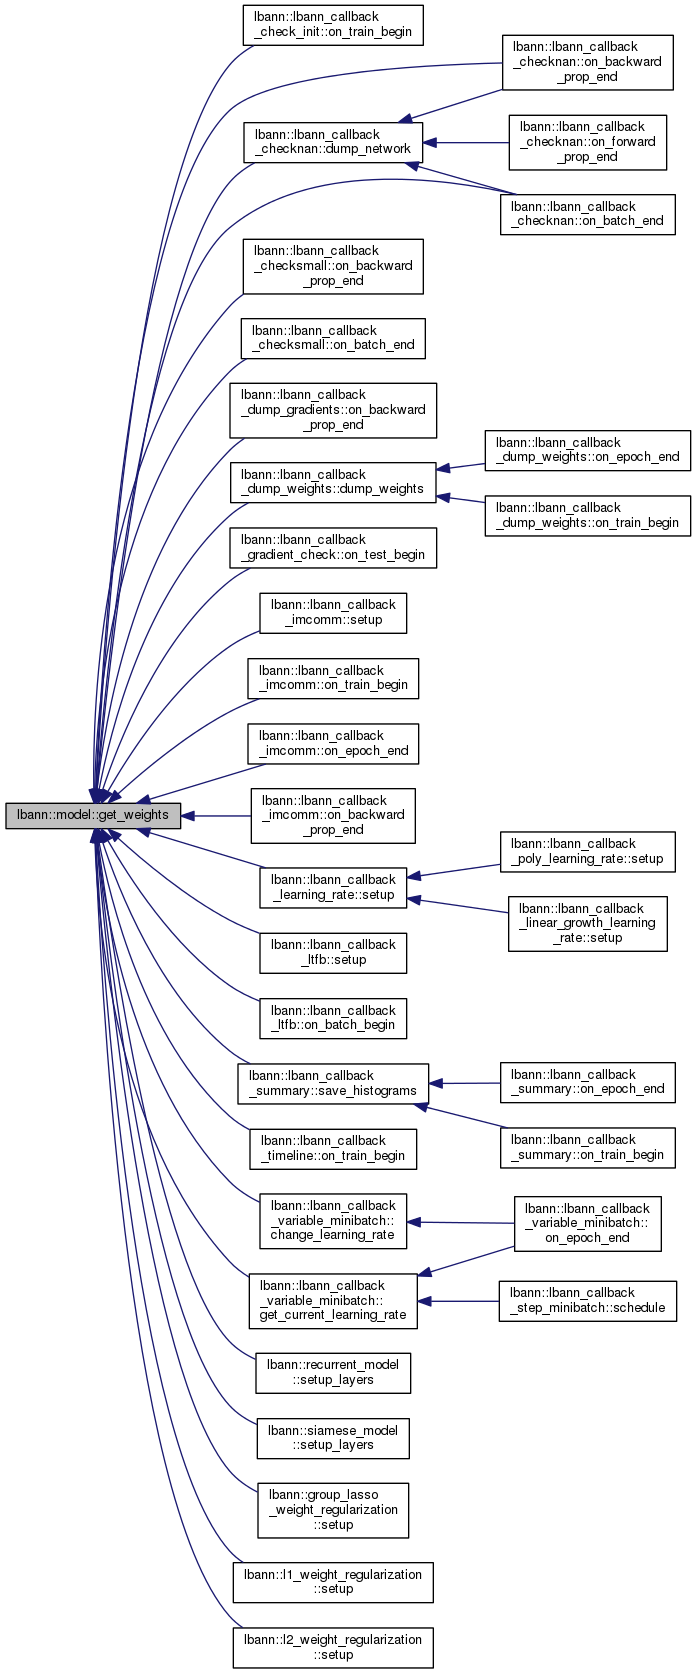 lbann::lbann_callback
_check_init::on_train_begin
lbann::lbann_callback
_checknan::on_backward
_prop_end
lbann::lbann_callback
_checknan::dump_network
lbann::lbann_callback
_checknan::on_forward
_prop_end
lbann::lbann_callback
_checknan::on_batch_end
lbann::lbann_callback
_checksmall::on_backward
_prop_end
lbann::lbann_callback
_checksmall::on_batch_end
lbann::lbann_callback
_dump_gradients::on_backward
_prop_end
lbann::lbann_callback
_dump_weights::dump_weights
lbann::lbann_callback
_dump_weights::on_epoch_end
lbann::lbann_callback
_dump_weights::on_train_begin
lbann::lbann_callback
_gradient_check::on_test_begin
lbann::lbann_callback
_imcomm::setup
lbann::lbann_callback
_imcomm::on_train_begin
lbann::lbann_callback
_imcomm::on_epoch_end
lbann::model::get_weights
lbann::lbann_callback
_imcomm::on_backward
_prop_end
lbann::lbann_callback
_learning_rate::setup
lbann::lbann_callback
_poly_learning_rate::setup
lbann::lbann_callback
_linear_growth_learning
_rate::setup
lbann::lbann_callback
_ltfb::setup
lbann::lbann_callback
_ltfb::on_batch_begin
lbann::lbann_callback
_summary::save_histograms
lbann::lbann_callback
_summary::on_epoch_end
lbann::lbann_callback
_summary::on_train_begin
lbann::lbann_callback
_timeline::on_train_begin
lbann::lbann_callback
_variable_minibatch::
change_learning_rate
lbann::lbann_callback
_variable_minibatch::
on_epoch_end
lbann::lbann_callback
_variable_minibatch::
get_current_learning_rate
lbann::lbann_callback
_step_minibatch::schedule
lbann::recurrent_model
::setup_layers
lbann::siamese_model
::setup_layers
lbann::group_lasso
_weight_regularization
::setup
lbann::l1_weight_regularization
::setup
lbann::l2_weight_regularization
::setup